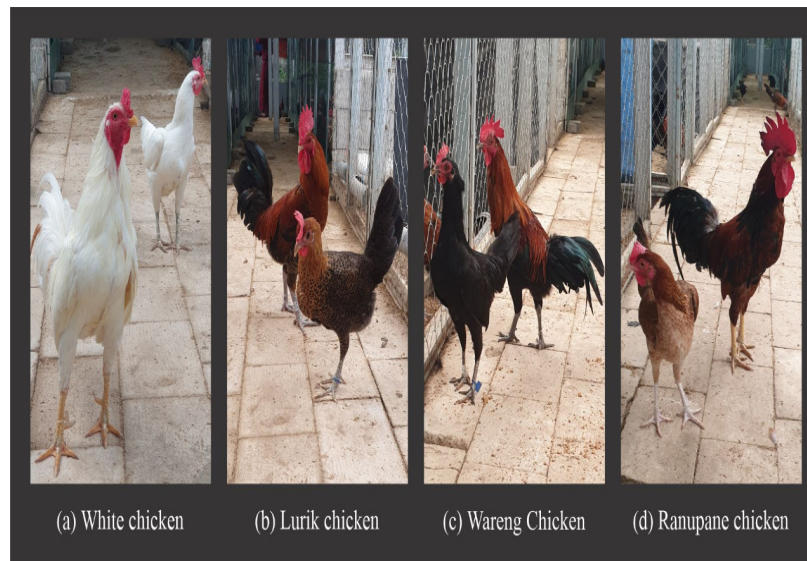 (a) White chicken
(b) Lurik chicken
(c) Wareng Chicken
(d) Ranupane chicken